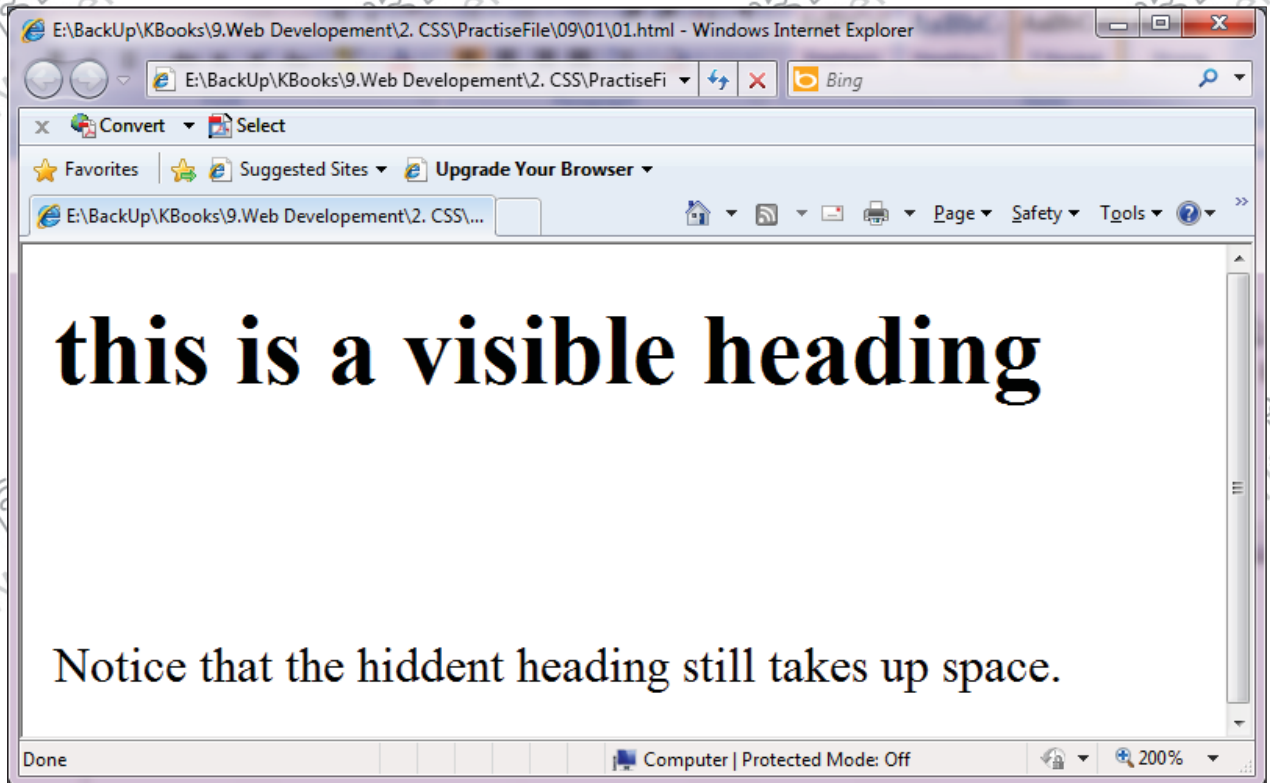 E:\BackUp\KBooks\9.Web Developement\2. CSS\PractiseFile\09\01\01.html - Windows Internet Explorer
E:\BackUp\KBooks\9.Web Developement\2. CSS\PractiseFi
Bing
x Convert Select
Favorites Suggested Sites Upgrade Your Browser
E:\BackUp\KBooks\9.Web Developement\2. CSS\...
Page Safety Tools
this is a visible heading
Notice that the hiddent heading still takes up space.
Done Computer | Protected Mode: Off 200%